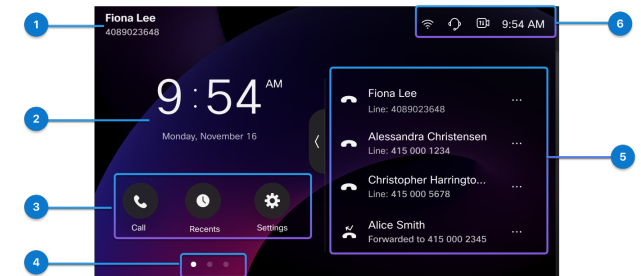 1
Fiona Lee
4089023648
9:54 AM
6
2
9:54 AM
Monday, November 16
3
Call
Recents
Settings
4
Fiona Lee
...
Line: 4089023648
Alessandra Christensen
...
Line: 415 000 1234
5
Christopher Harringto...
...
Line: 415 000 5678
Alice Smith
...
Forwarded to 415 000 2345